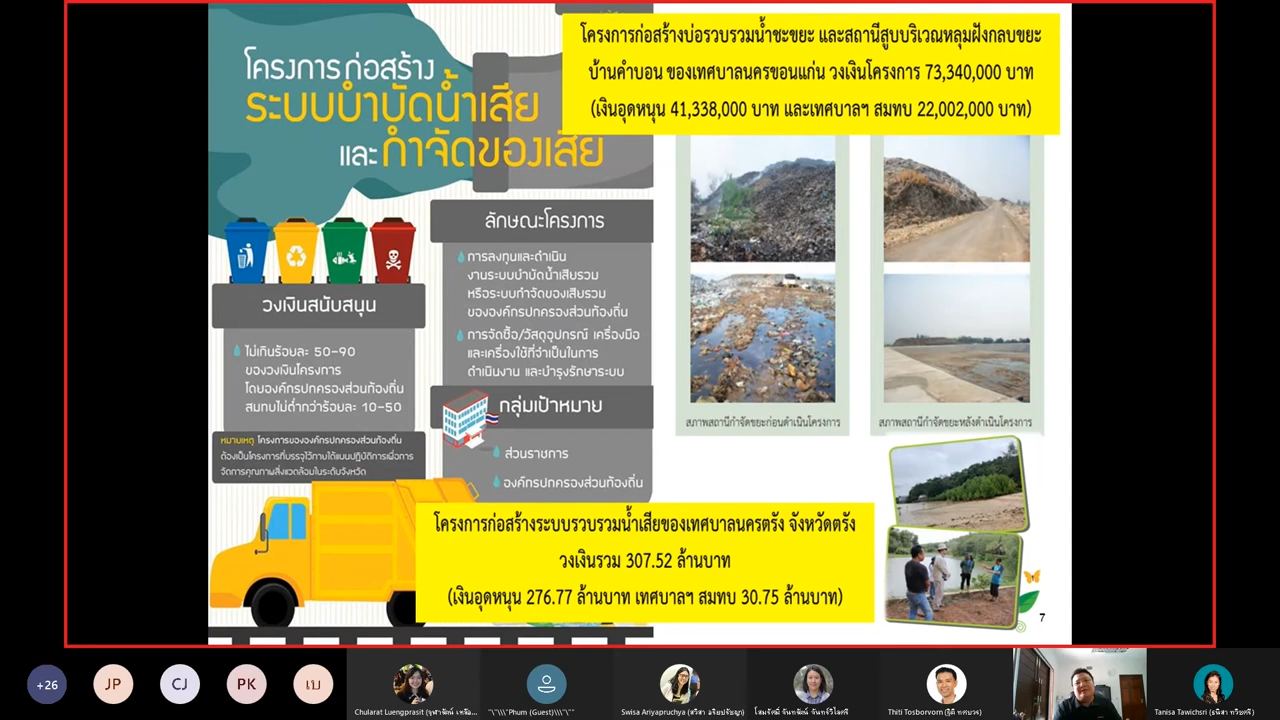 โครงการก่อสร้าง
ระบบบำบัดน้ำเสีย
และกำจัดของเสีย
โครงการก่อสร้างบ่อรวบรวมน้ำชะขยะ และสถานีสูบบริเวณหลุมฝังกลบขยะ
บ้านคำบอน ของเทศบาลนครขอนแก่น วงเงินโครงการ 73,340,000 บาท
(เงินอุดหนุน 41,338,000 บาท และเทศบาลฯ สมทบ 22,002,000 บาท)
วงเงินสนับสนุน
ไม่เกินร้อยละ 50-90
ของวงเงินโครงการ
โดยองค์กรปกครองส่วนท้องถิ่น
สมทบไม่ต่ำกว่าร้อยละ 10-50
หมายเหตุ โครงการขององค์กรปกครองส่วนท้องถิ่น
ต้องเป็นโครงการที่บรรจุไว้ภายใต้แผนปฏิบัติการเพื่อการ
จัดการคุณภาพสิ่งแวดล้อมในระดับจังหวัด
ลักษณะโครงการ
การลงทุนและดำเนิน
งานระบบบำบัดน้ำเสียรวม
หรือระบบกำจัดของเสียรวม
ขององค์กรปกครองส่วนท้องถิ่น
การจัดซื้อ/วัสดุอุปกรณ์ เครื่องมือ
และเครื่องใช้ที่จำเป็นในการ
ดำเนินงาน และบำรุงรักษาระบบ
กลุ่มเป้าหมาย
ส่วนราชการ
องค์กรปกครองส่วนท้องถิ่น
สภาพสถานีกำจัดขยะก่อนดำเนินโครงการ
สภาพสถานีกำจัดขยะหลังดำเนินโครงการ
โครงการก่อสร้างระบบรวบรวมน้ำเสียของเทศบาลนครตรัง จังหวัดตรัง
วงเงินรวม 307.52 ล้านบาท
(เงินอุดหนุน 276.77 ล้านบาท เทศบาลฯ สมทบ 30.75 ล้านบาท)
7
+26
JP
CJ
PK
เบ
Chularat Luengprasit
"\"\\\"Phum (Guest)\\\"\""
Swisa Ariyapruchya (สวิสา อริยปรัชญา)
Thiti Tosborvorn (ฐิติ ทศบวร)
Tanisa Tawichsri (ธนิสา ทวิชศรี)